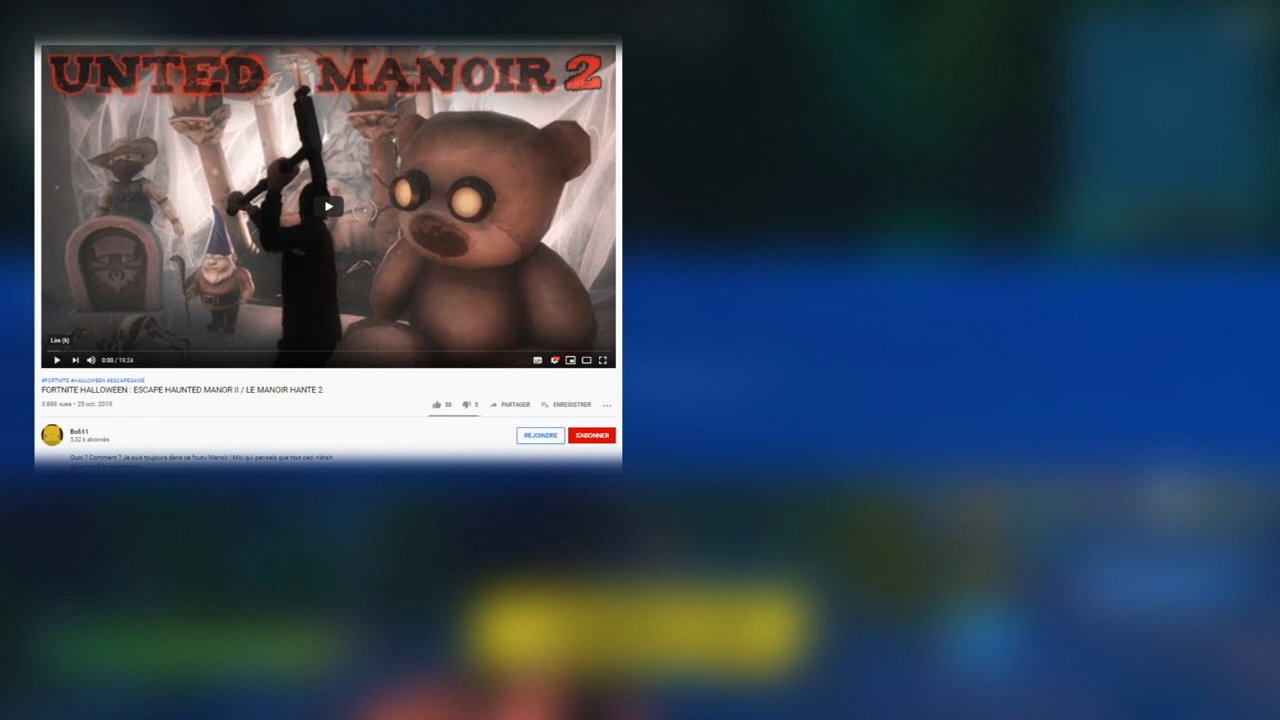 UNTED MANOIR 2
Lire (k)
0:00 / 19:24
#FORTNITE #HALLOWEEN #ESCAPEGAME
FORTNITE HALLOWEEN : ESCAPE HAUNTED MANOR II / LE MANOIR HANTE 2
3 668 vues • 25 oct. 2019
58
5
PARTAGER
ENREGISTRER
Bcfi11
5,32 k abonnés
REJOINDRE
S'ABONNER
Quoi ? Comment ? Je suis toujours dans ce foutu Manoir ! Moi qui pensais que tout ceci n'était